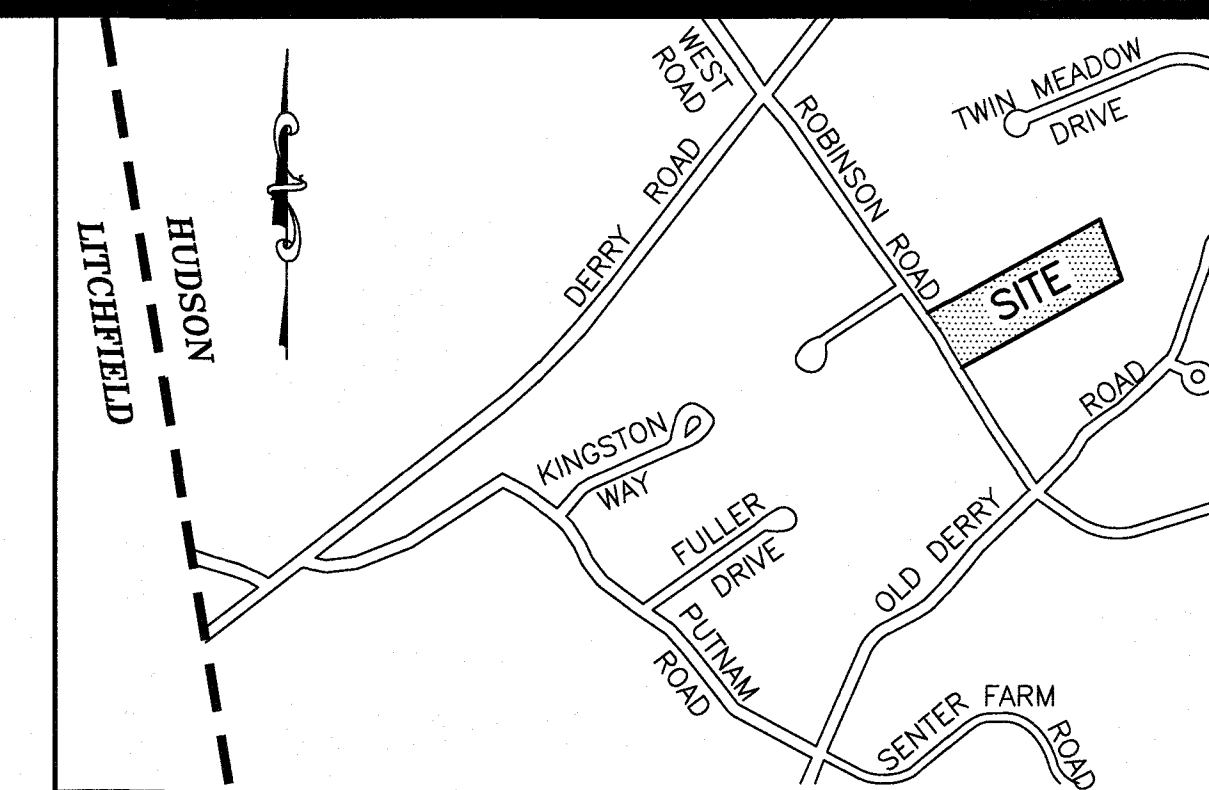 WEST
ROAD
TWIN MEADOW
DRIVE
ROBINSON ROAD
DERRY ROAD
HUDSON
LITCHFIELD
SITE
KINGSTON
WAY
ROAD
OLD DERRY
FULLER
DRIVE
PUTNAM
ROAD
SENTER FARM
ROAD